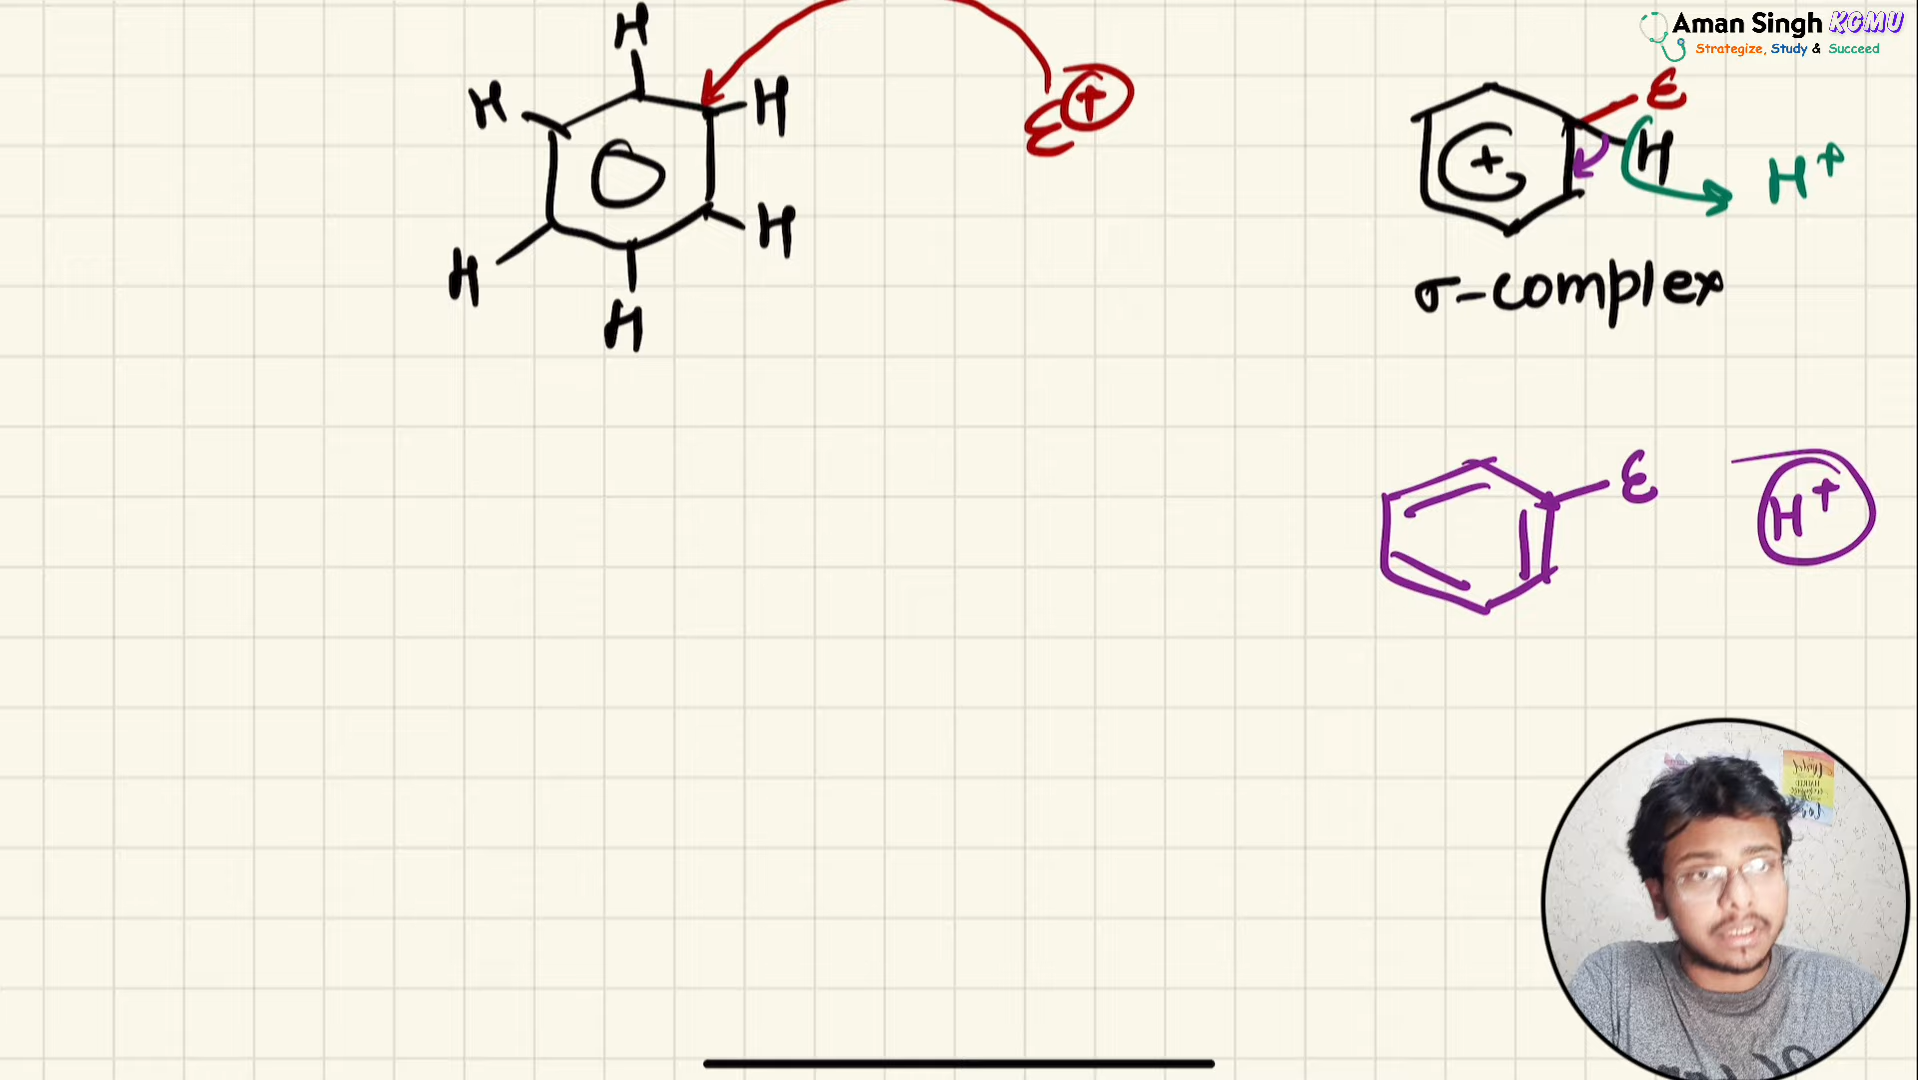 Aman Singh KGMU
Strategize, Study & Succeed
H
H
H
H
H
H
ε+
+
E
H
H+
σ-complex
E
H+